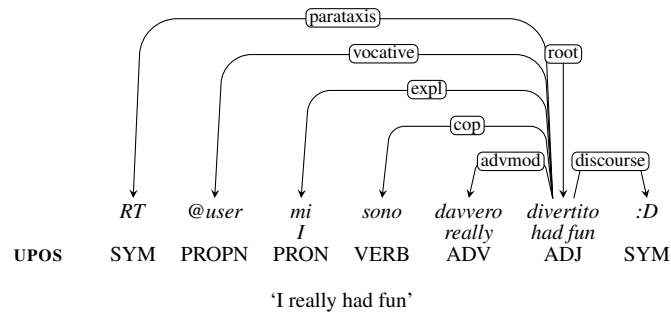 parataxis
vocative
root
expl
cop
advmod
discourse
RT @user mi sono davvero divertito :D
I really had fun
UPOS SYM PROPN PRON VERB ADV ADJ SYM
‘I really had fun’